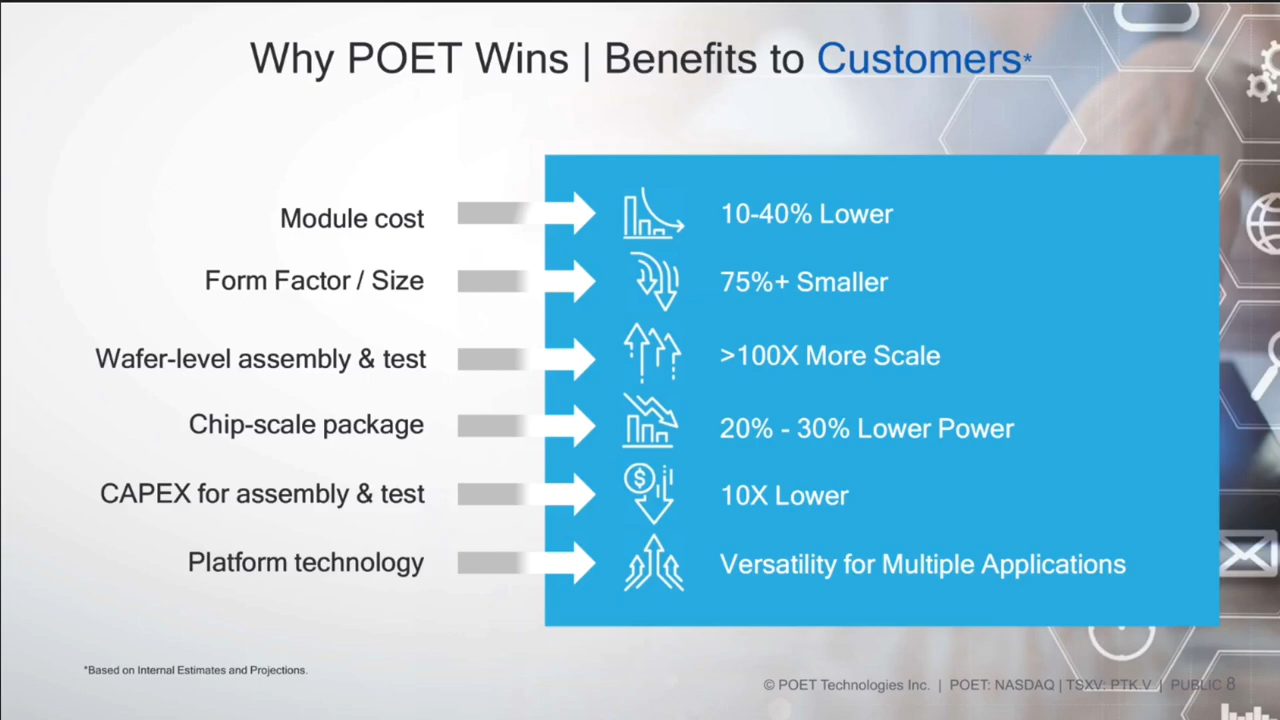 Why POET Wins | Benefits to Customers*
Module cost
10-40% Lower
Form Factor / Size
75%+ Smaller
Wafer-level assembly & test
>100X More Scale
Chip-scale package
20% - 30% Lower Power
CAPEX for assembly & test
$
10X Lower
Platform technology
Versatility for Multiple Applications
*Based on Internal Estimates and Projections.
© POET Technologies Inc. | POET: NASDAQ | TSXV: PTK.V | PUBLIC 8